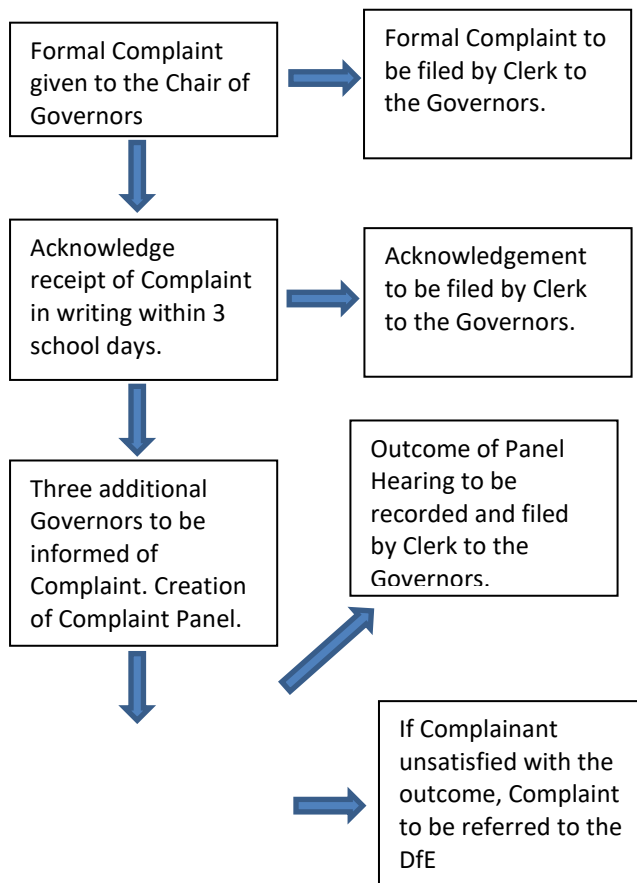 Formal Complaint
given to the Chair of
Governors
Formal Complaint to
be filed by Clerk to
the Governors.
Acknowledge
receipt of Complaint
in writing within 3
school days.
Acknowledgement
to be filed by Clerk
to the Governors.
Three additional
Governors to be
informed of
Complaint. Creation
of Complaint Panel.
Outcome of Panel
Hearing to be
recorded and filed
by Clerk to the
Governors.
If Complainant
unsatisfied with the
outcome, Complaint
to be referred to the
DfE